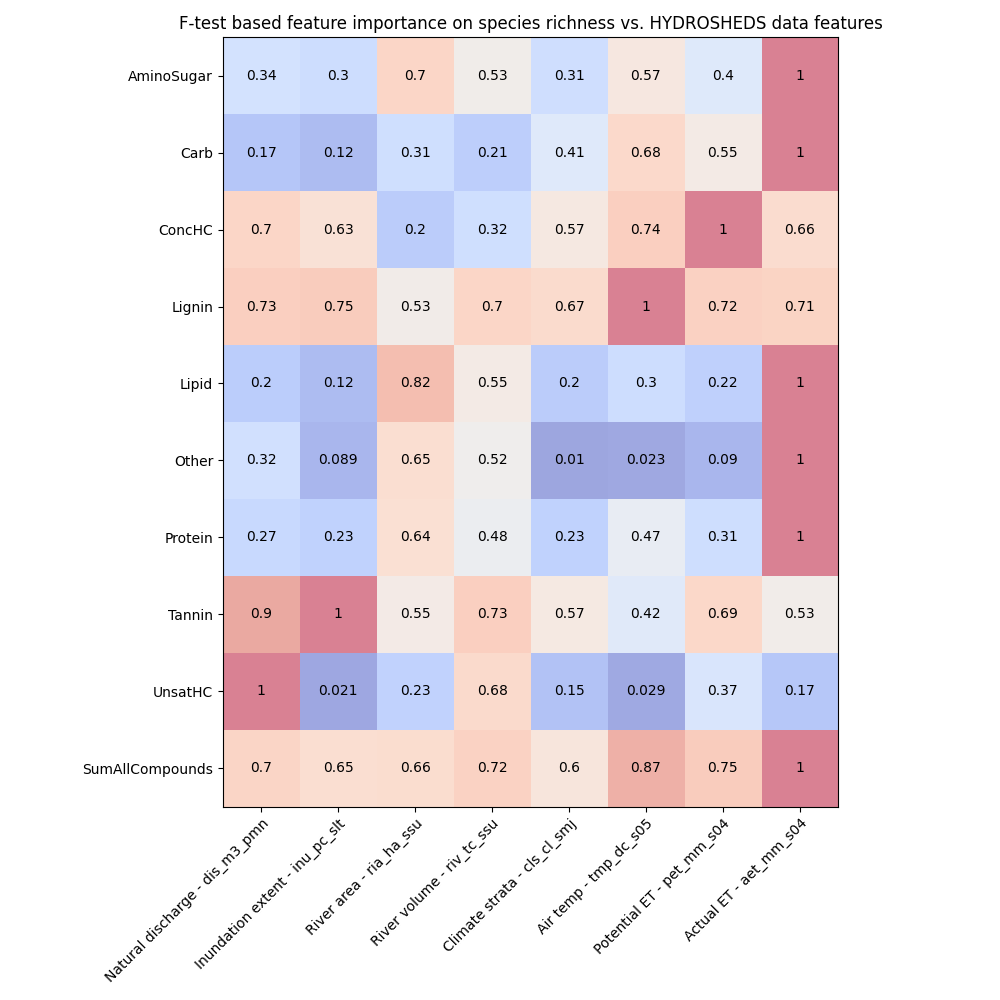 F-test based feature importance on species richness vs. HYDROSHEDS data features
AminoSugar 0.34 0.3 0.7 0.53 0.31 0.57 0.4 1
Carb 0.17 0.12 0.31 0.21 0.41 0.68 0.55 1
ConcHC 0.7 0.63 0.2 0.32 0.57 0.74 1 0.66
Lignin 0.73 0.75 0.53 0.7 0.67 1 0.72 0.71
Lipid 0.2 0.12 0.82 0.55 0.2 0.3 0.22 1
Other 0.32 0.089 0.65 0.52 0.01 0.023 0.09 1
Protein 0.27 0.23 0.64 0.48 0.23 0.47 0.31 1
Tannin 0.9 1 0.55 0.73 0.57 0.42 0.69 0.53
UnsatHC 1 0.021 0.23 0.68 0.15 0.029 0.37 0.17
SumAllCompounds 0.7 0.65 0.66 0.72 0.6 0.87 0.75 1
Natural discharge - dis_m3_pmn
Inundation extent - inu_pc_slt
River area - ria_ha_ssu
River volume - riv_tc_ssu
Climate strata - cls_cl_smj
Air temp - tmp_dc_s05
Potential ET - pet_mm_s04
Actual ET - aet_mm_s04